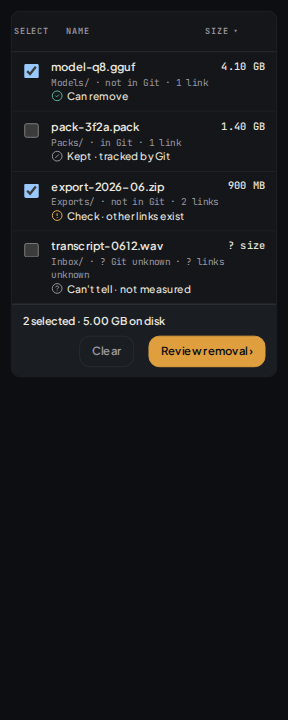 SELECT NAME SIZE ▾
model-q8.gguf 4.10 GB
Models/ · not in Git · 1 link
Can remove
pack-3f2a.pack 1.40 GB
Packs/ · in Git · 1 link
Kept · tracked by Git
export-2026-06.zip 900 MB
Exports/ · not in Git · 2 links
Check · other links exist
transcript-0612.wav ? size
Inbox/ · ? Git unknown · ? links
unknown
Can't tell · not measured
2 selected · 5.00 GB on disk
Clear Review removal ›